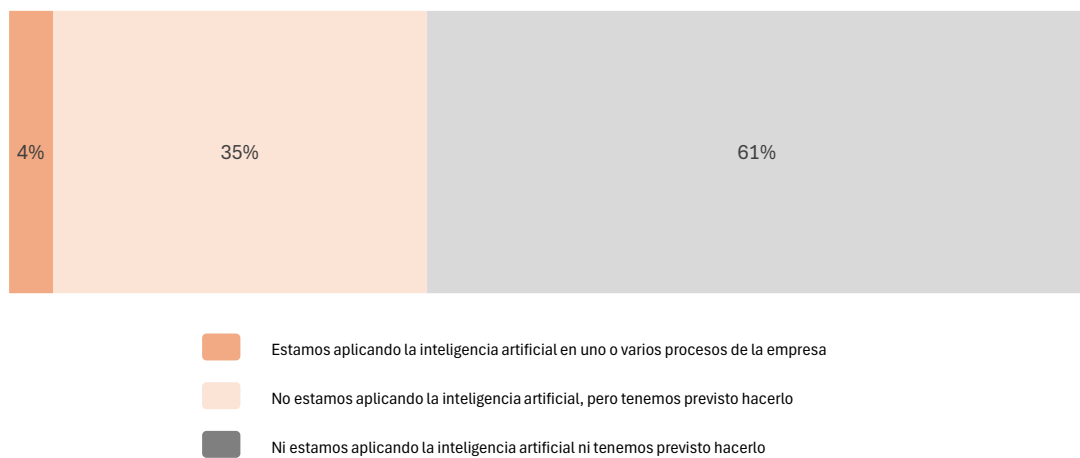 4%
35%
61%
Estamos aplicando la inteligencia artificial en uno o varios procesos de la empresa
No estamos aplicando la inteligencia artificial, pero tenemos previsto hacerlo
Ni estamos aplicando la inteligencia artificial ni tenemos previsto hacerlo